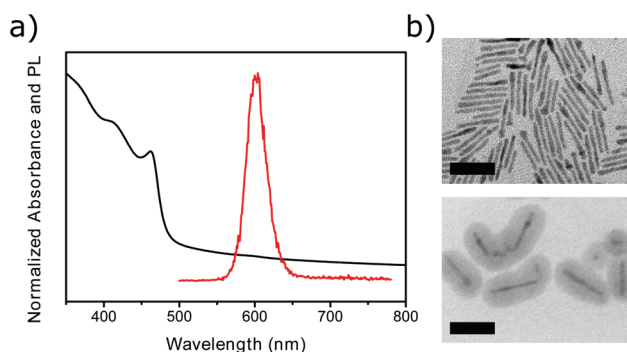 a)
b)
Normalized Absorbance and PL
400
500
600
700
800
Wavelength (nm)